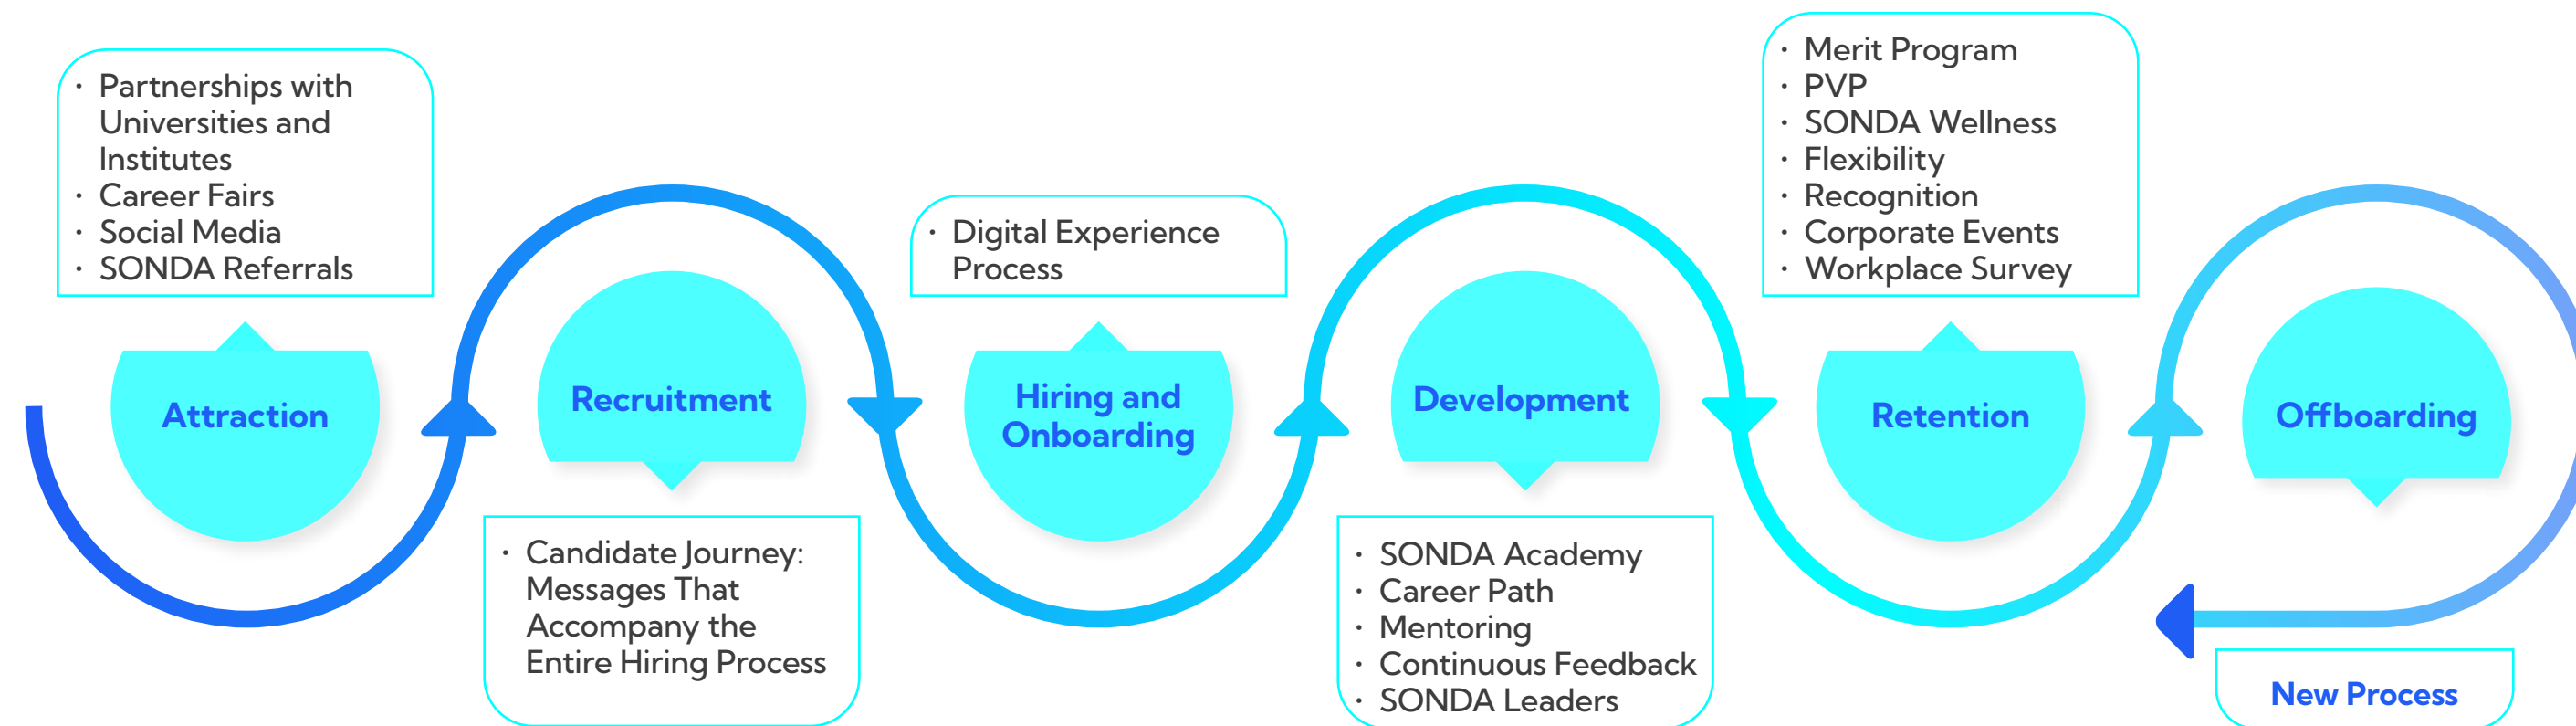 · Partnerships with
Universities and
Institutes
· Career Fairs
· Social Media
· SONDA Referrals
Attraction
Recruitment
· Candidate Journey:
Messages That
Accompany the
Entire Hiring Process
· Digital Experience
Process
Hiring and
Onboarding
Development
· SONDA Academy
· Career Path
· Mentoring
· Continuous Feedback
· SONDA Leaders
· Merit Program
· PVP
· SONDA Wellness
· Flexibility
· Recognition
· Corporate Events
· Workplace Survey
Retention
Offboarding
New Process